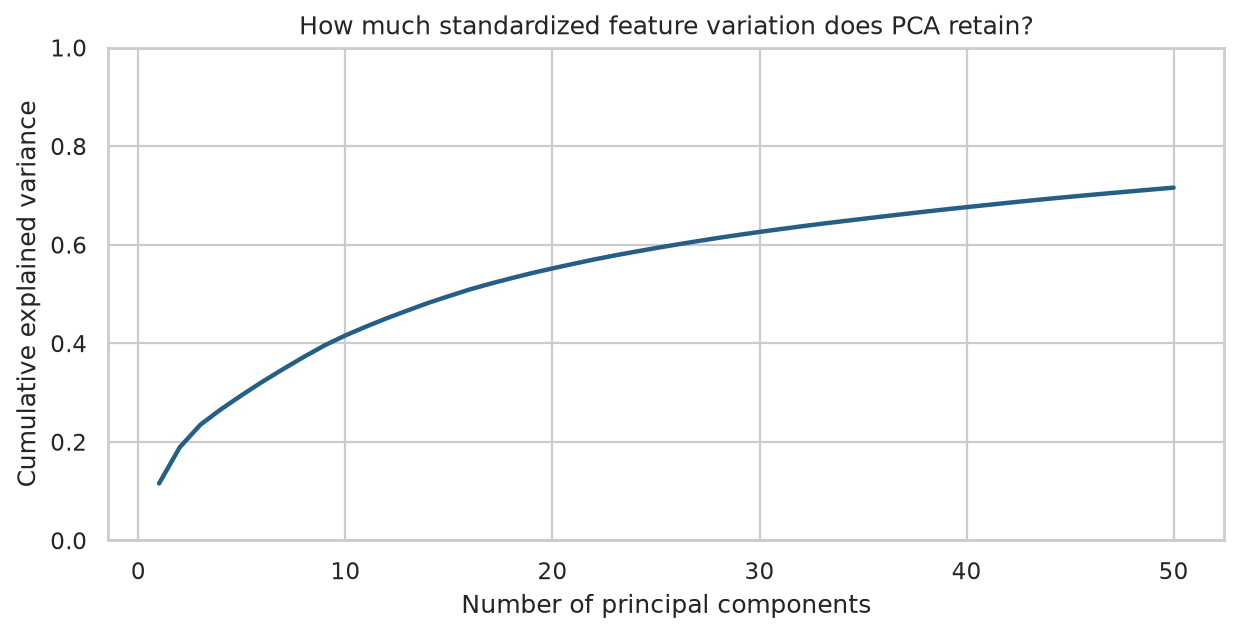 How much standardized feature variation does PCA retain?
1.0
0.8
0.6
0.4
0.2
0.0
Cumulative explained variance
0 10 20 30 40 50
Number of principal components